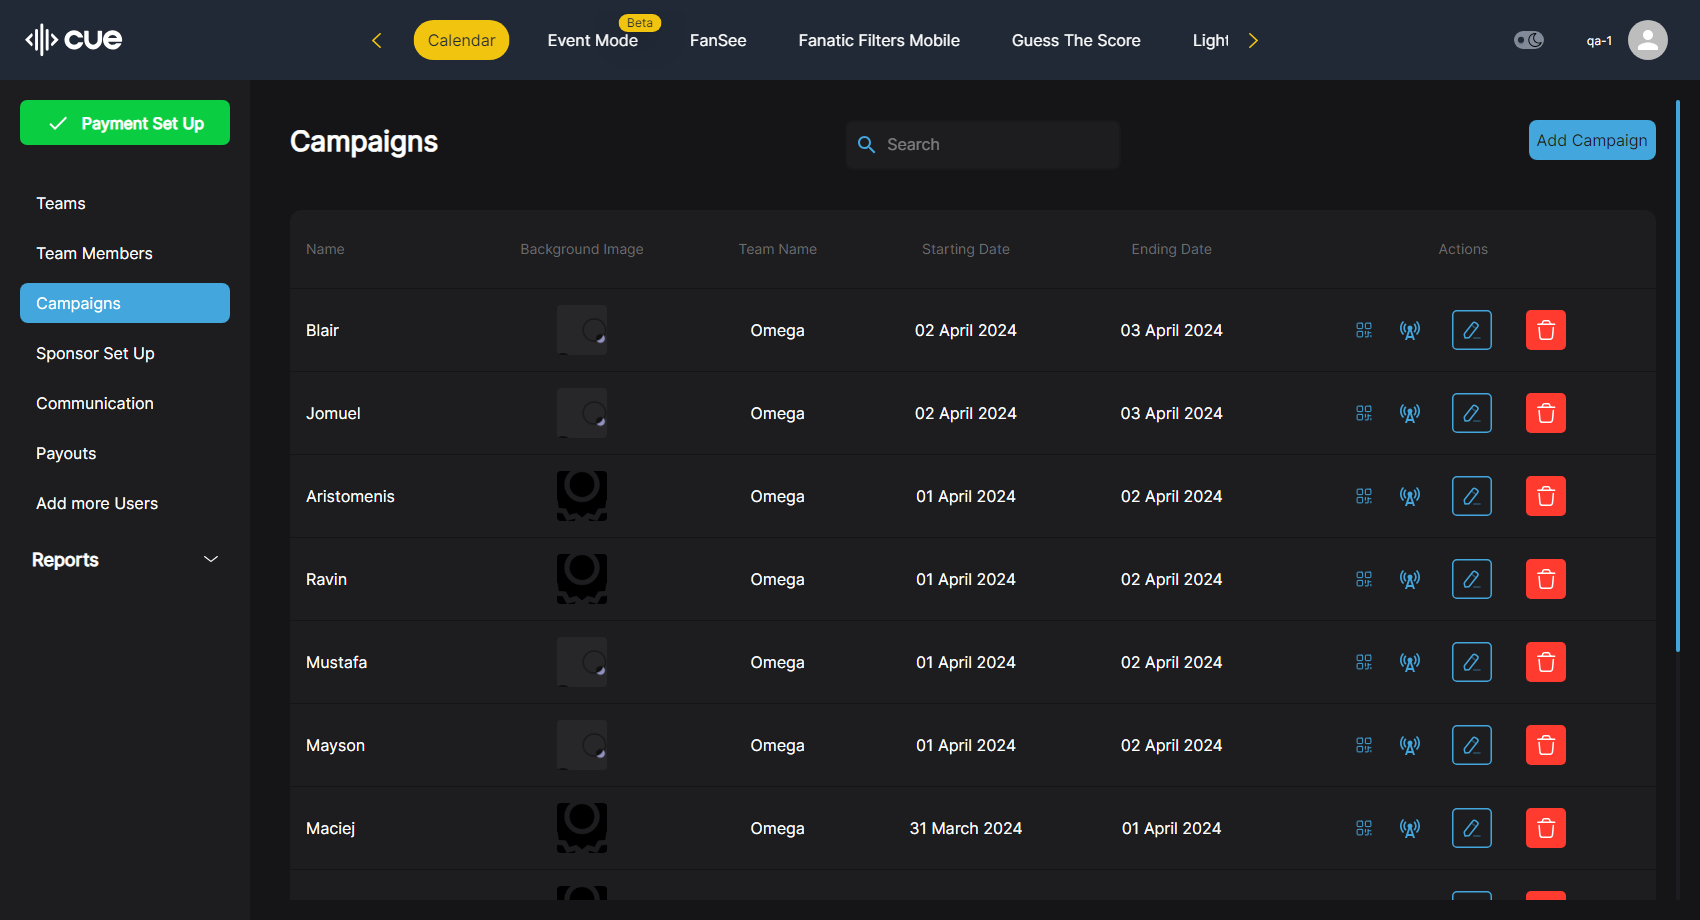 cue
Calendar
Event Mode
Beta
FanSee
Fanatic Filters Mobile
Guess The Score
Light
qa-1
Payment Set Up
Teams
Team Members
Campaigns
Sponsor Set Up
Communication
Payouts
Add more Users
Reports
Campaigns
Search
Add Campaign
Name Background Image Team Name Starting Date Ending Date Actions
Blair Omega 02 April 2024 03 April 2024
Jomuel Omega 02 April 2024 03 April 2024
Aristomenis Omega 01 April 2024 02 April 2024
Ravin Omega 01 April 2024 02 April 2024
Mustafa Omega 01 April 2024 02 April 2024
Mayson Omega 01 April 2024 02 April 2024
Maciej Omega 31 March 2024 01 April 2024